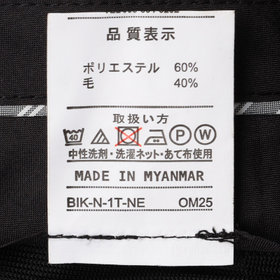 品質表示
ポリエステル 60%
毛 40%
取扱い方
40 P W
中性洗剤・洗濯ネット・あて布使用
MADE IN MYANMAR
BIK-N-1T-NE OM25